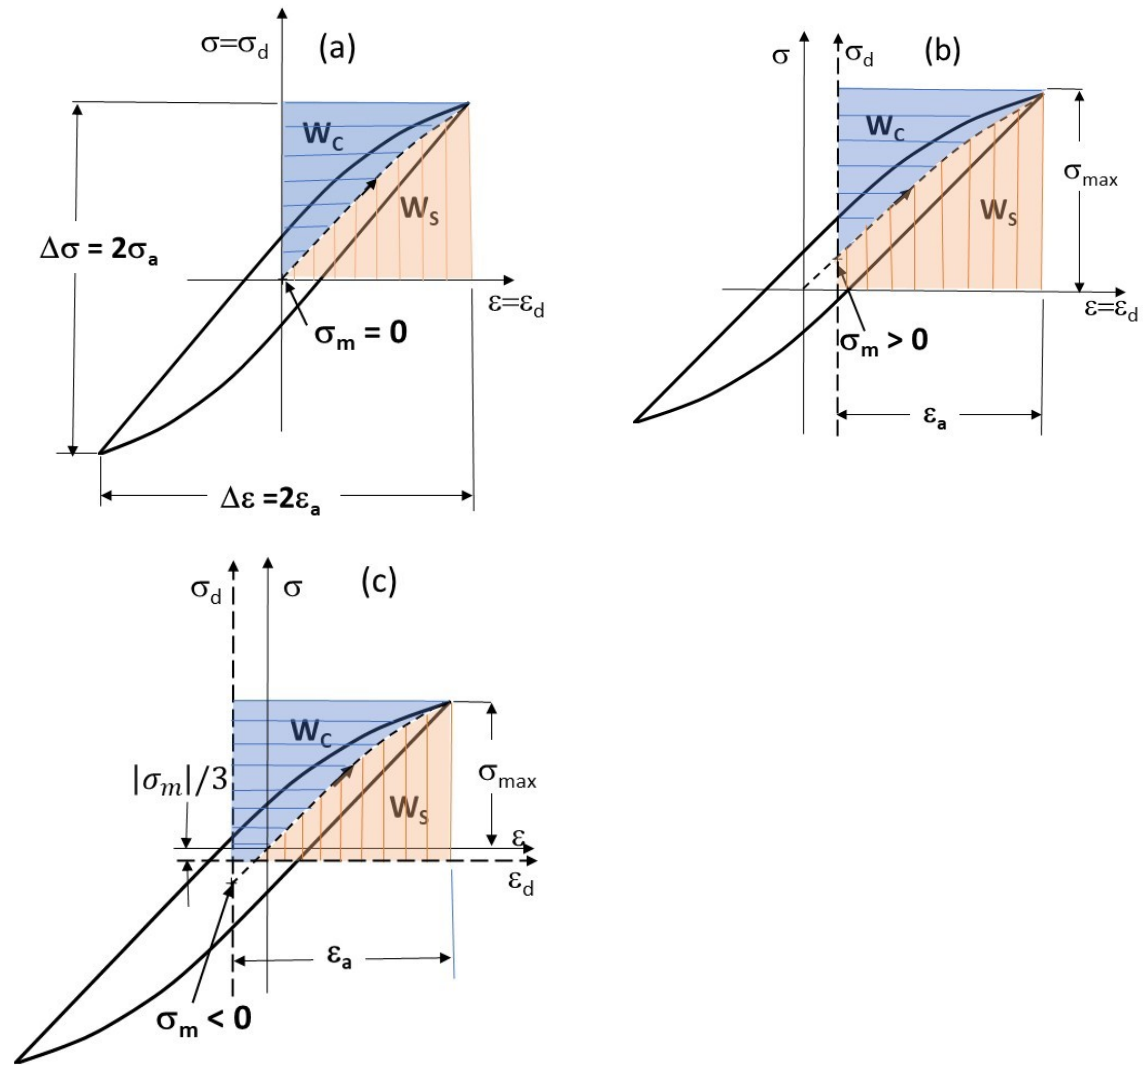 σ=σd (a)
Wc
Ws
Δσ = 2σa
ε=εd
σm = 0
Δε =2εa
σ σd (b)
Wc
σmax
Ws
ε=εd
σm > 0
εa
σd σ (c)
Wc
|σm|/3
σmax
Ws
ε
εd
εa
σm < 0